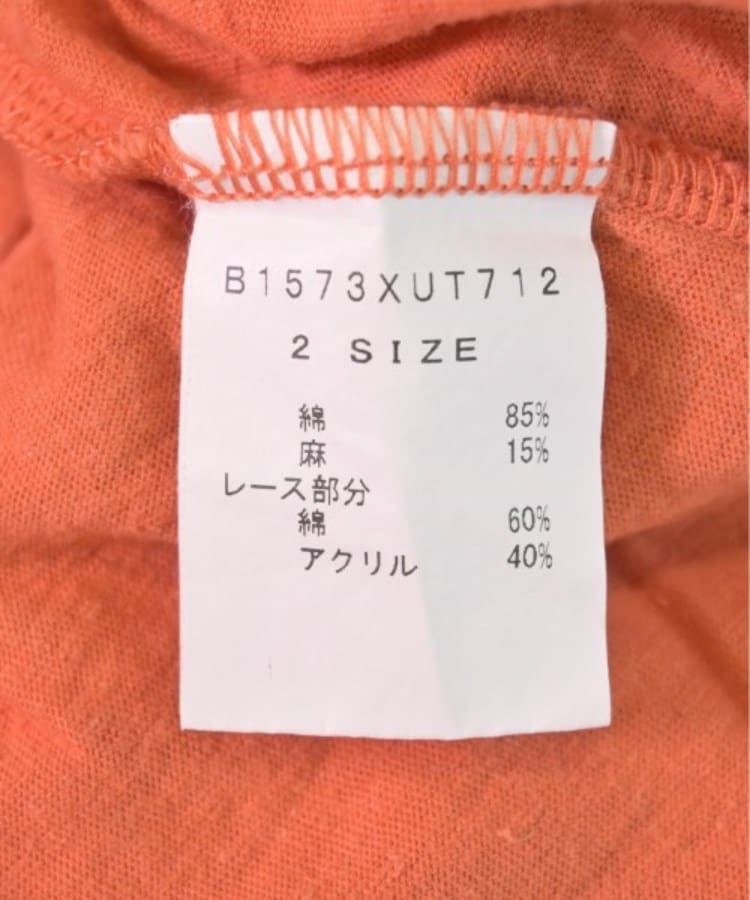 B1573XUT712
2 SIZE
綿 85%
麻 15%
レース部分
綿 60%
アクリル 40%